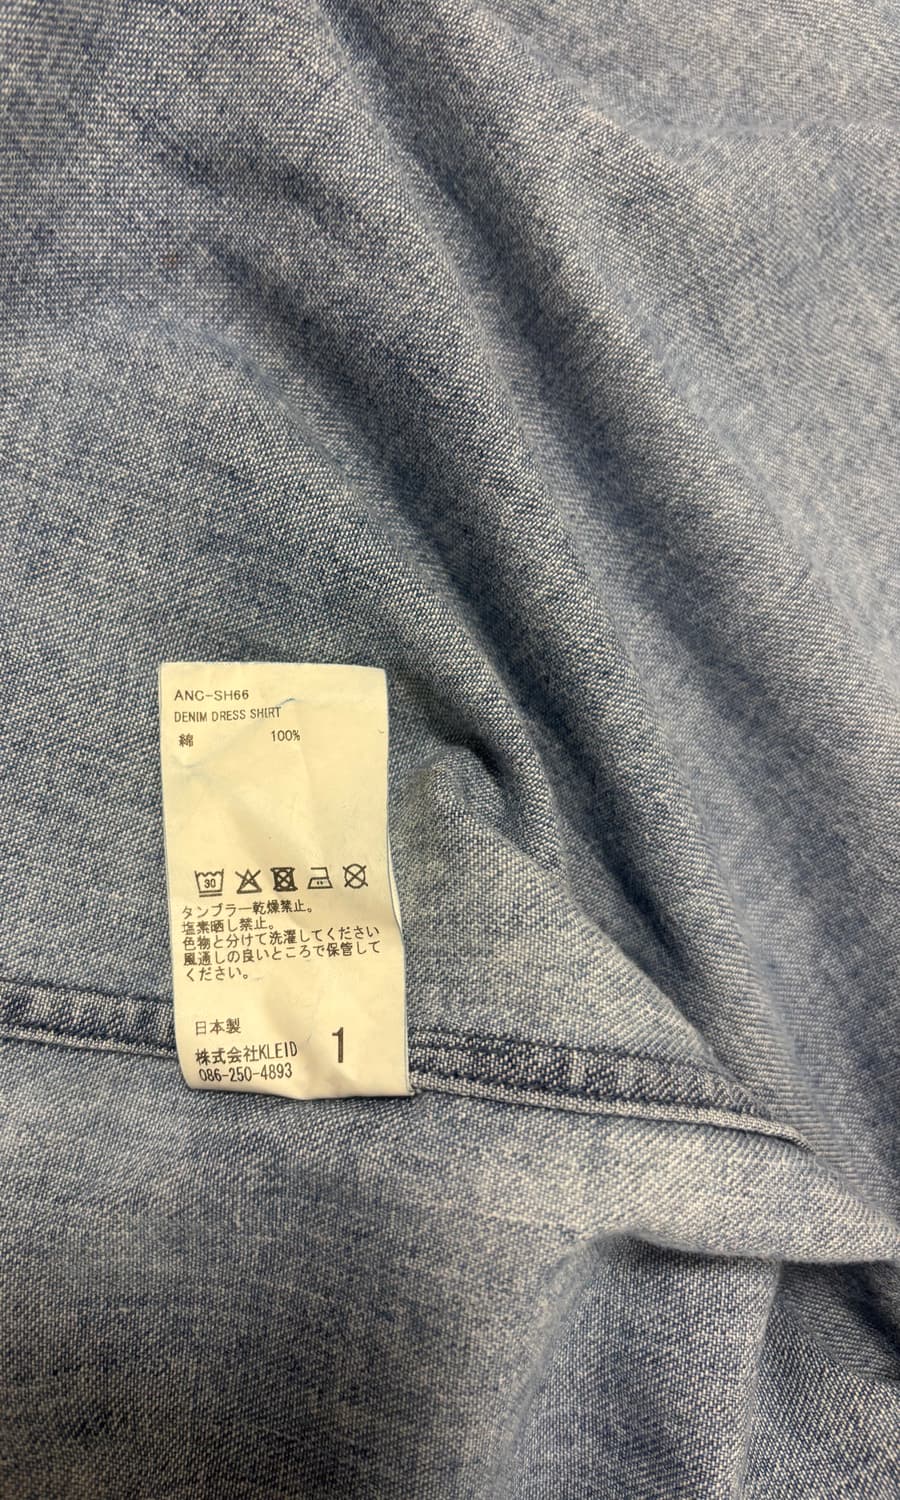 ANC-SH66
DENIM DRESS SHIRT
綿 100%
30
タンブラー乾燥禁止。
塩素晒し禁止。
色物と分けて洗濯してください
風通しの良いところで保管して
ください。
日本製
株式会社KLEID
086-250-4893
1